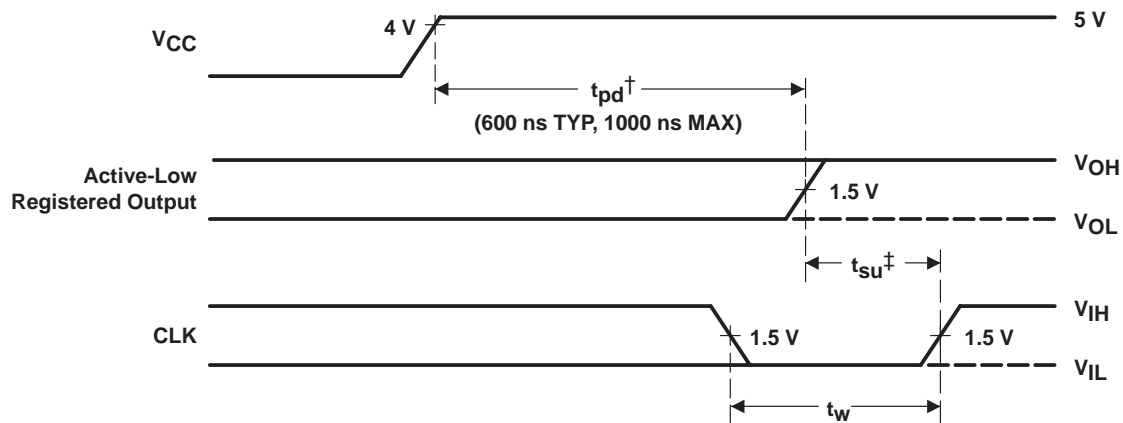 4 V
5 V
VCC
tpd†
(600 ns TYP, 1000 ns MAX)
Active-Low
Registered Output
VOH
1.5 V
VOL
tsu‡
CLK
VIH
1.5 V
1.5 V
VIL
tw